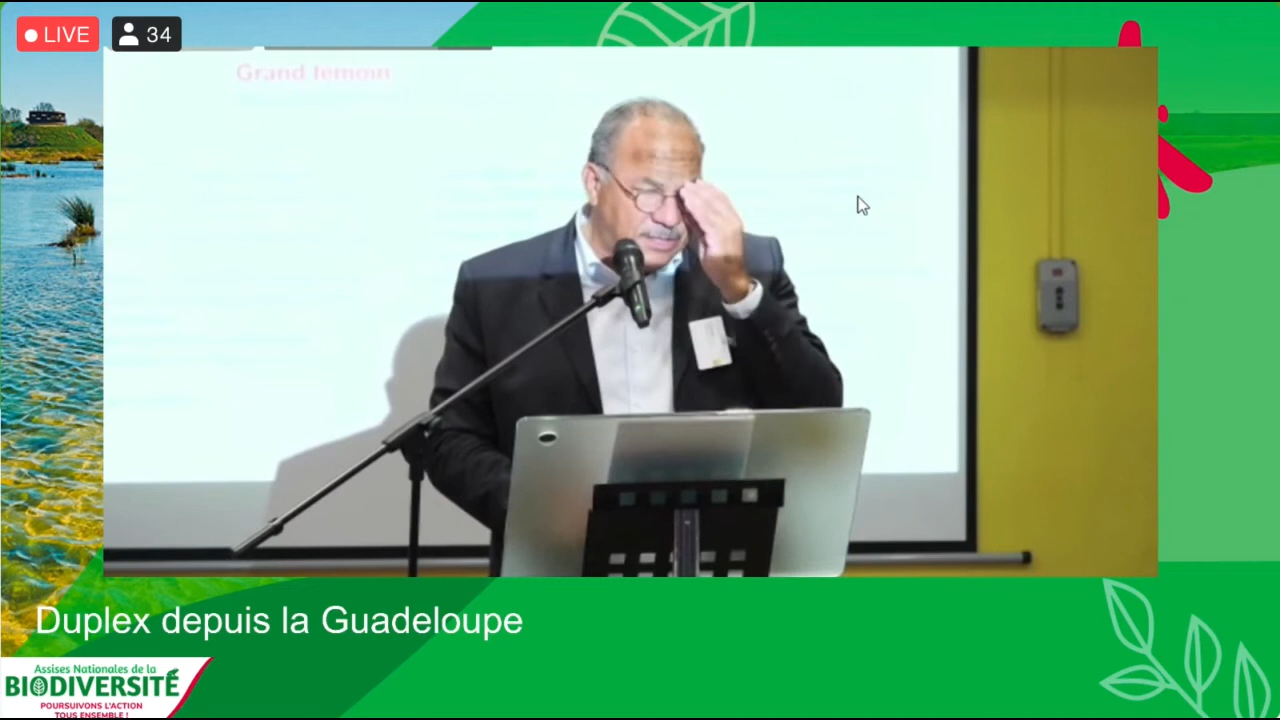 LIVE 34
Grand Temoin
Duplex depuis la Guadeloupe
Assises Nationales de la
BIODIVERSITÉ
POURSUIVONS L'ACTION
TOUS ENSEMBLE !